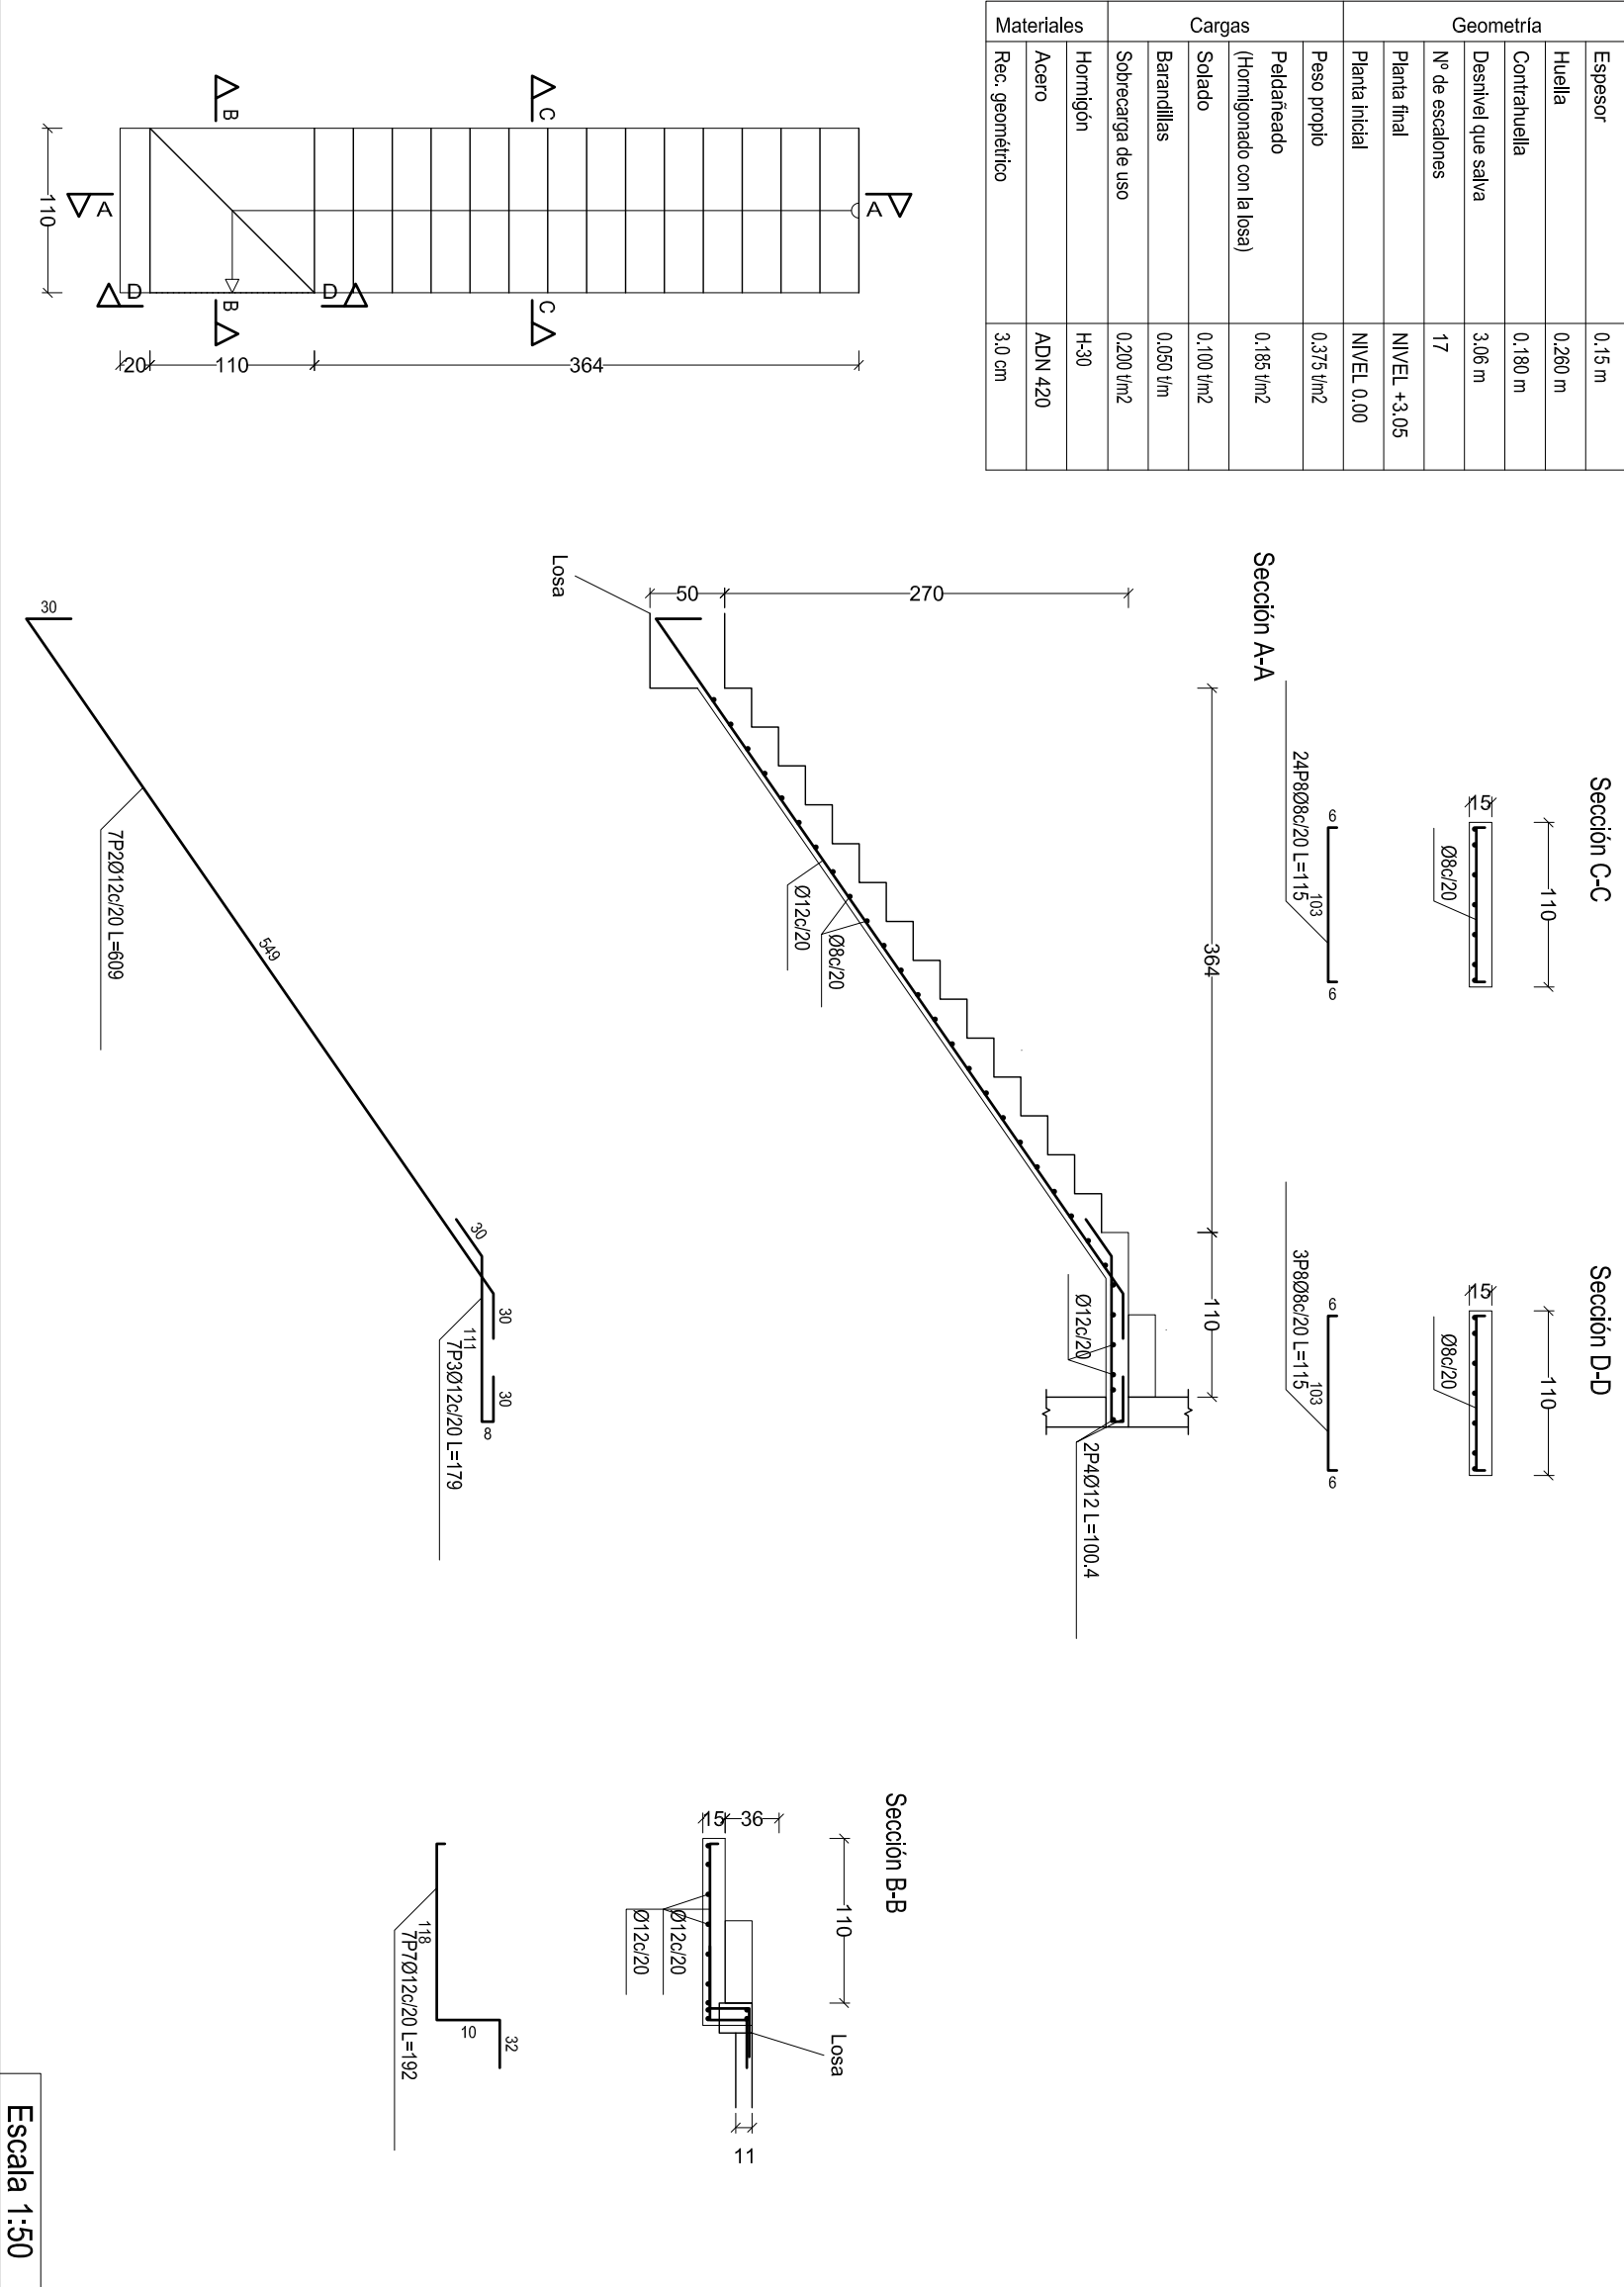 Geometría
Espesor 0.15 m
Huella 0.260 m
Contrahuella 0.180 m
Desnivel que salva 3.06 m
Nº de escalones 17
Planta final NIVEL +3.05
Planta inicial NIVEL 0.00
Cargas
Peso propio 0.375 t/m2
Peldañeado
(Hormigonado con la losa) 0.185 t/m2
Solado 0.100 t/m2
Barandillas 0.050 t/m
Sobrecarga de uso 0.200 t/m2
Materiales
Hormigón H-30
Acero ADN 420
Rec. geométrico 3.0 cm
A
A
B
B
C
C
D
D
110
20
110
364
Sección C-C
110
15
Ø8c/20
6
103
6
24P8Ø8c/20 L=115
Sección D-D
110
15
Ø8c/20
6
103
6
3P8Ø8c/20 L=115
Sección A-A
364
110
270
50
Losa
Ø8c/20
Ø12c/20
Ø12c/20
2P4Ø12 L=100.4
30
549
30
7P2Ø12c/20 L=609
30
111
30
8
7P3Ø12c/20 L=179
Sección B-B
110
36
15
Losa
11
Ø12c/20
Ø12c/20
118
10
32
7P7Ø12c/20 L=192
Escala 1:50